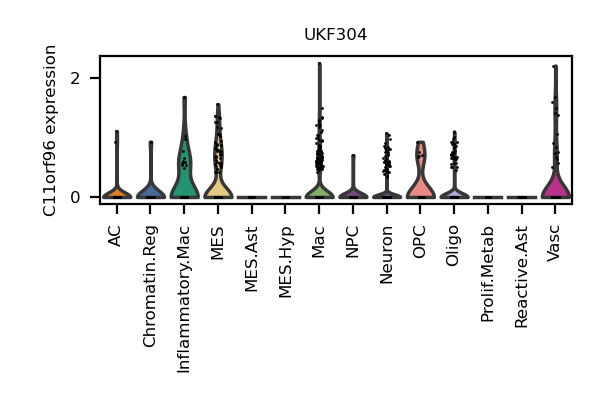 UKF304
C11orf96 expression
2
0
AC
Chromatin.Reg
Inflammatory.Mac
MES
MES.Ast
MES.Hyp
Mac
NPC
Neuron
OPC
Oligo
Prolif.Metab
Reactive.Ast
Vasc